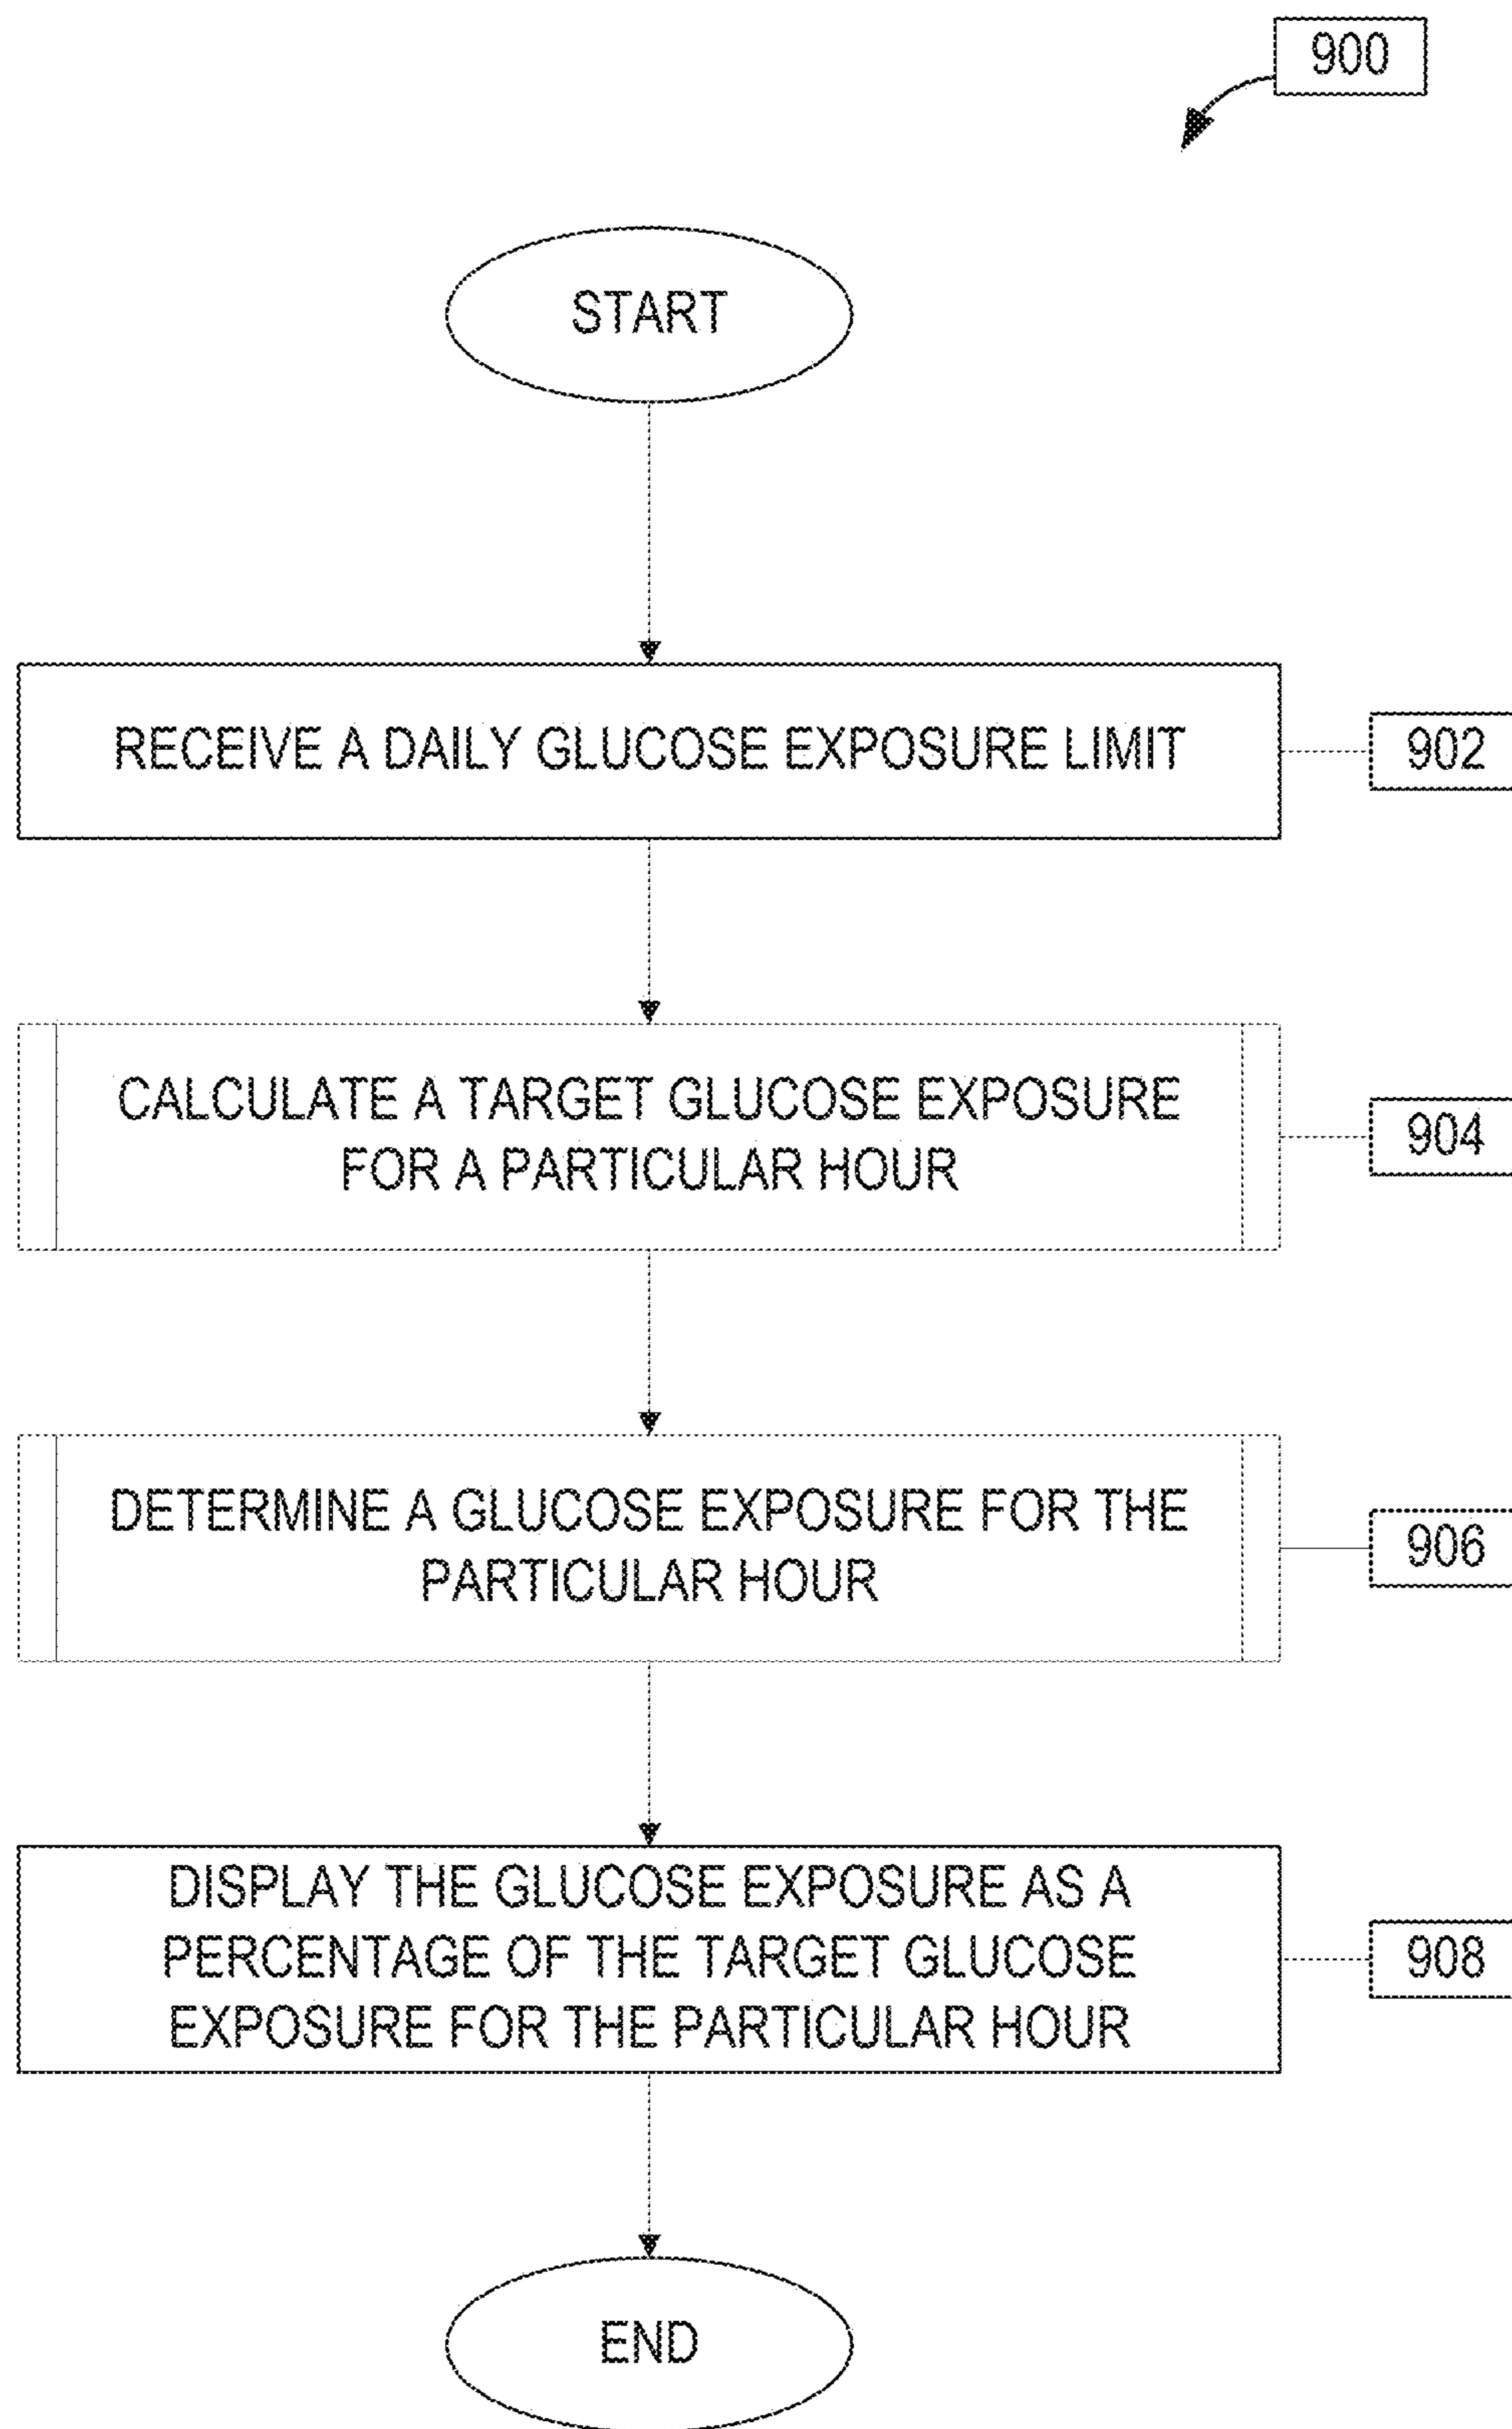 900
START
RECEIVE A DAILY GLUCOSE EXPOSURE LIMIT
902
CALCULATE A TARGET GLUCOSE EXPOSURE
FOR A PARTICULAR HOUR
904
DETERMINE A GLUCOSE EXPOSURE FOR THE
PARTICULAR HOUR
906
DISPLAY THE GLUCOSE EXPOSURE AS A
PERCENTAGE OF THE TARGET GLUCOSE
EXPOSURE FOR THE PARTICULAR HOUR
908
END